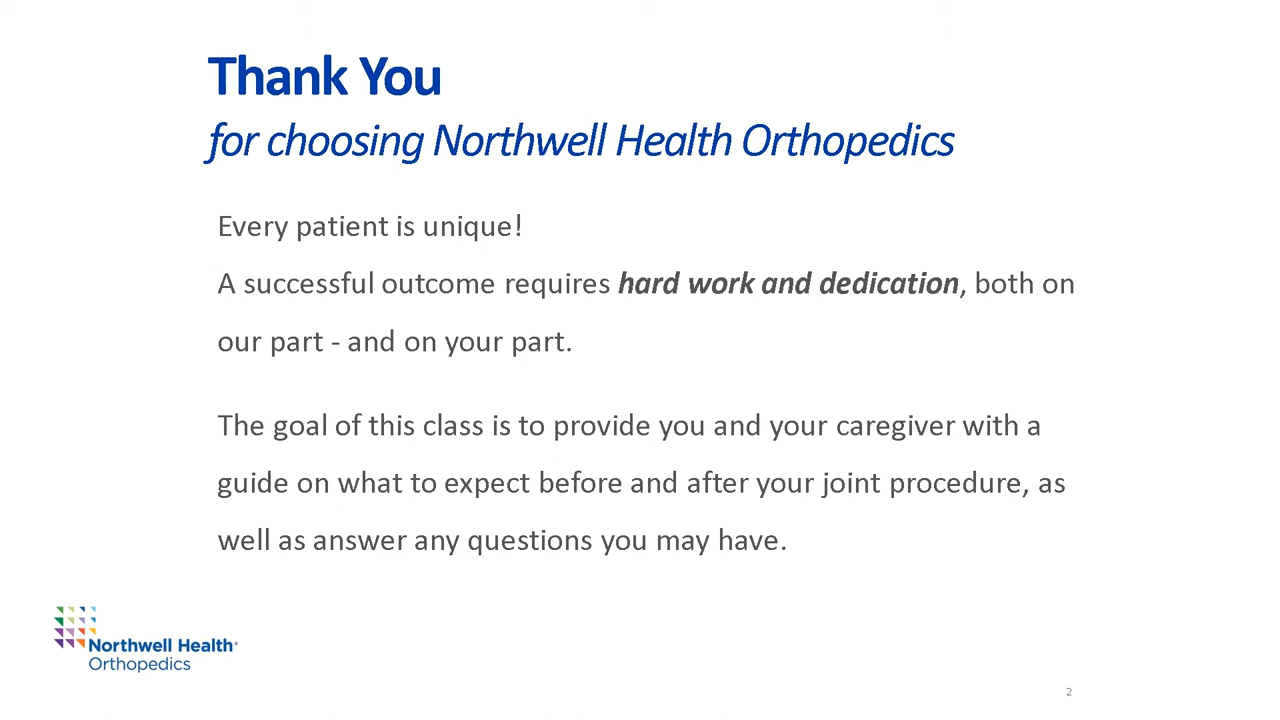 Thank You
for choosing Northwell Health Orthopedics
Every patient is unique!
A successful outcome requires hard work and dedication, both on
our part - and on your part.
The goal of this class is to provide you and your caregiver with a
guide on what to expect before and after your joint procedure, as
well as answer any questions you may have.
Northwell Health®
Orthopedics
2